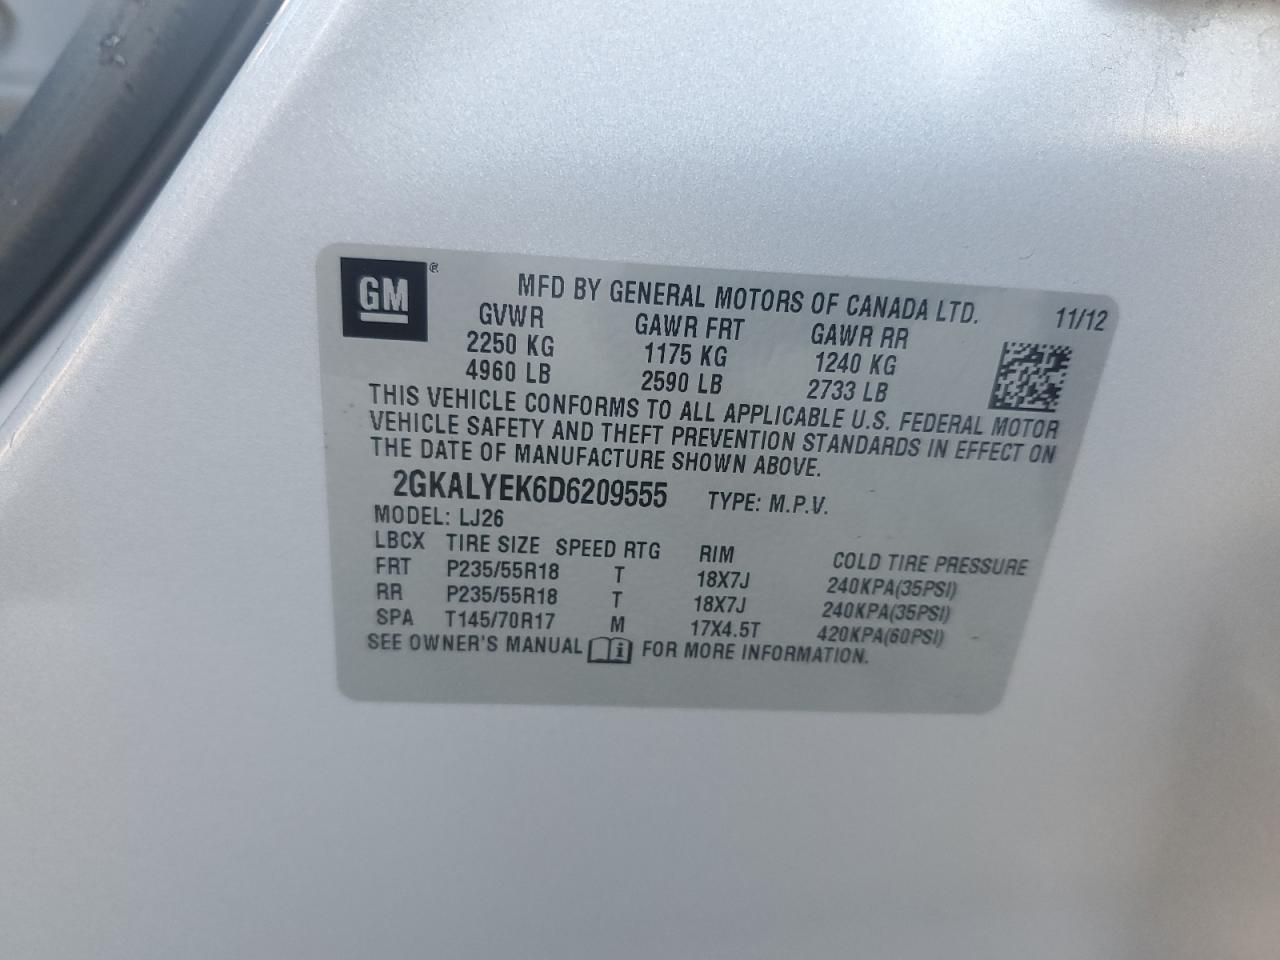 GM®
MFD BY GENERAL MOTORS OF CANADA LTD. 11/12
GVWR GAWR FRT GAWR RR
2250 KG 1175 KG 1240 KG
4960 LB 2590 LB 2733 LB
THIS VEHICLE CONFORMS TO ALL APPLICABLE U.S. FEDERAL MOTOR
VEHICLE SAFETY AND THEFT PREVENTION STANDARDS IN EFFECT ON
THE DATE OF MANUFACTURE SHOWN ABOVE.
2GKALYEK6D6209555 TYPE: M.P.V.
MODEL: LJ26
LBCX TIRE SIZE SPEED RTG RIM COLD TIRE PRESSURE
FRT P235/55R18 T 18X7J 240KPA(35PSI)
RR P235/55R18 T 18X7J 240KPA(35PSI)
SPA T145/70R17 M 17X4.5T 420KPA(60PSI)
SEE OWNER'S MANUAL i FOR MORE INFORMATION.